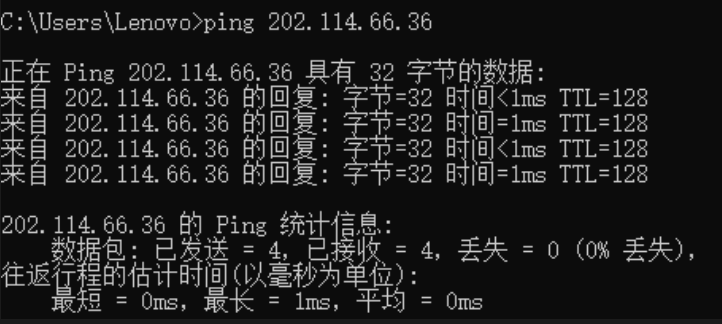 C:\Users\Lenovo>ping 202.114.66.36
正在 Ping 202.114.66.36 具有 32 字节的数据:
来自 202.114.66.36 的回复: 字节=32 时间<1ms TTL=128
来自 202.114.66.36 的回复: 字节=32 时间=1ms TTL=128
来自 202.114.66.36 的回复: 字节=32 时间<1ms TTL=128
来自 202.114.66.36 的回复: 字节=32 时间=1ms TTL=128
202.114.66.36 的 Ping 统计信息:
数据包: 已发送 = 4，已接收 = 4，丢失 = 0 (0% 丢失)，
往返行程的估计时间(以毫秒为单位):
最短 = 0ms，最长 = 1ms，平均 = 0ms